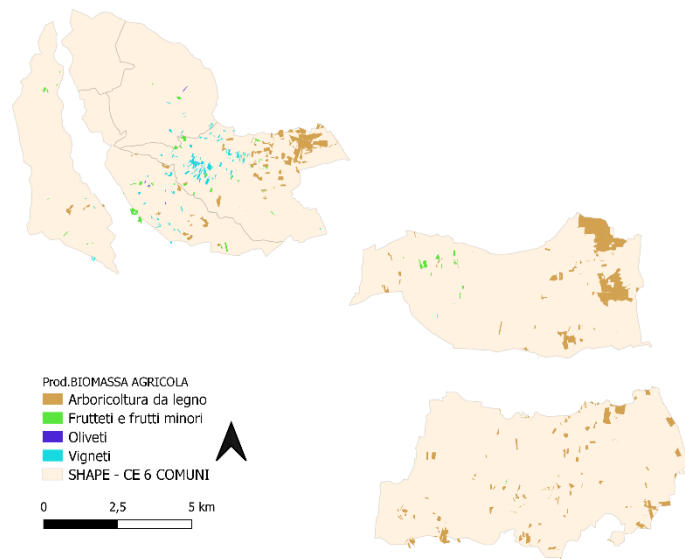 Prod.BIOMASSA AGRICOLA
Arboricoltura da legno
Frutteti e frutti minori
Oliveti
Vigneti
SHAPE - CE 6 COMUNI
0 2,5 5 km